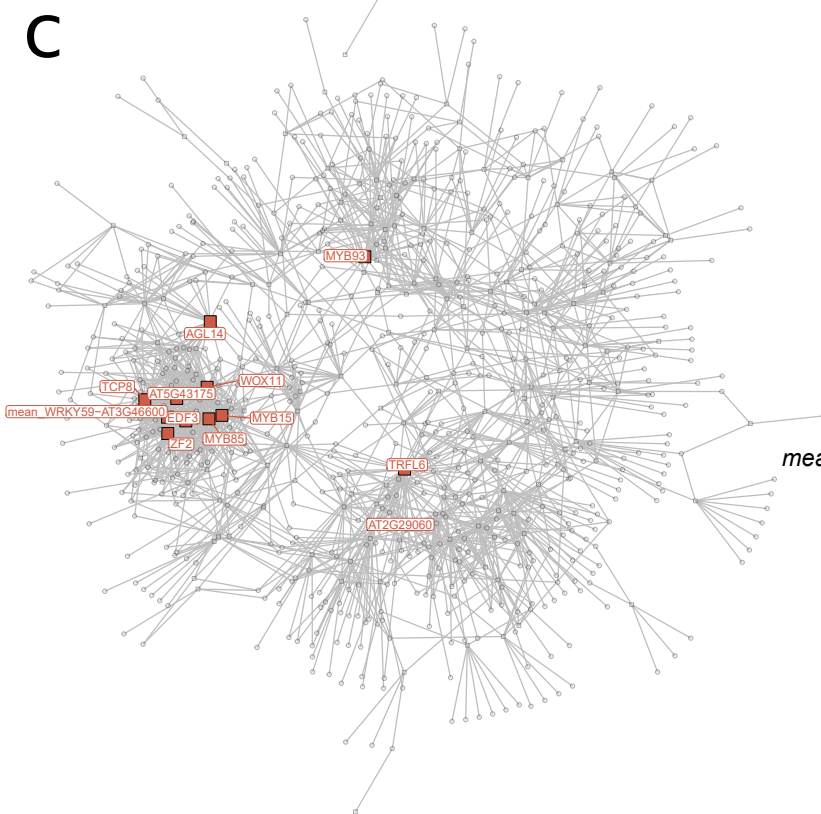 C
MYB93
AGL14
WOX11
TCP8
AT5G43175
mean_WRKY59−AT3G46600
EDF3
MYB15
MYB85
ZF2
mea
TRFL6
AT2G29060